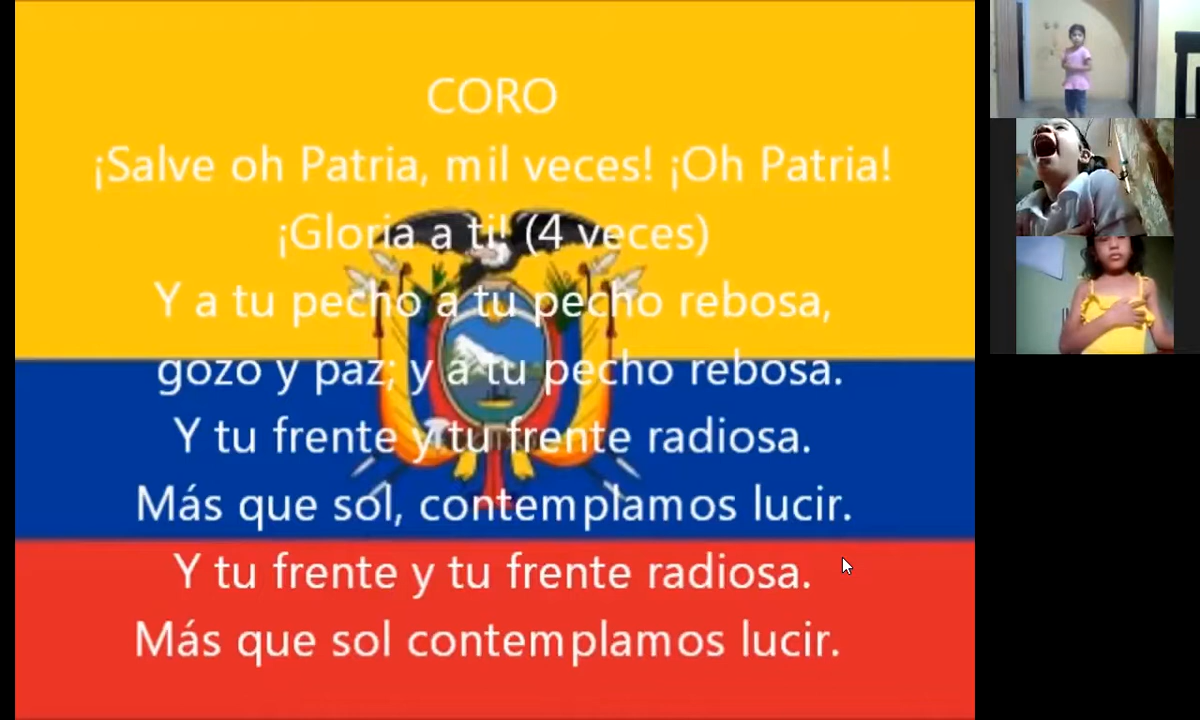 CORO
¡Salve oh Patria, mil veces! ¡Oh Patria!
¡Gloria a ti! (4 veces)
Y a tu pecho a tu pecho rebosa,
gozo y paz; y a tu pecho rebosa.
Y tu frente y tu frente radiosa.
Más que sol, contemplamos lucir.
Y tu frente y tu frente radiosa.
Más que sol contemplamos lucir.